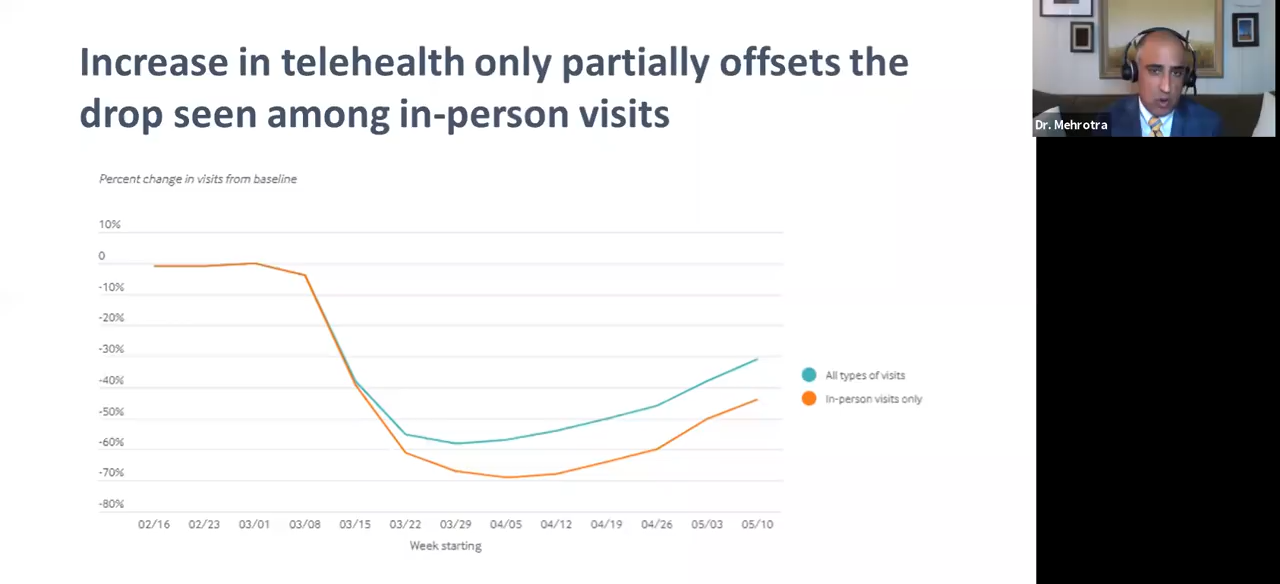 Increase in telehealth only partially offsets the
drop seen among in-person visits
Dr. Mehrotra
Percent change in visits from baseline
10%
0
-10%
-20%
-30%
-40%
-50%
-60%
-70%
-80%
02/16 02/23 03/01 03/08 03/15 03/22 03/29 04/05 04/12 04/19 04/26 05/03 05/10
Week starting
All types of visits
In-person visits only